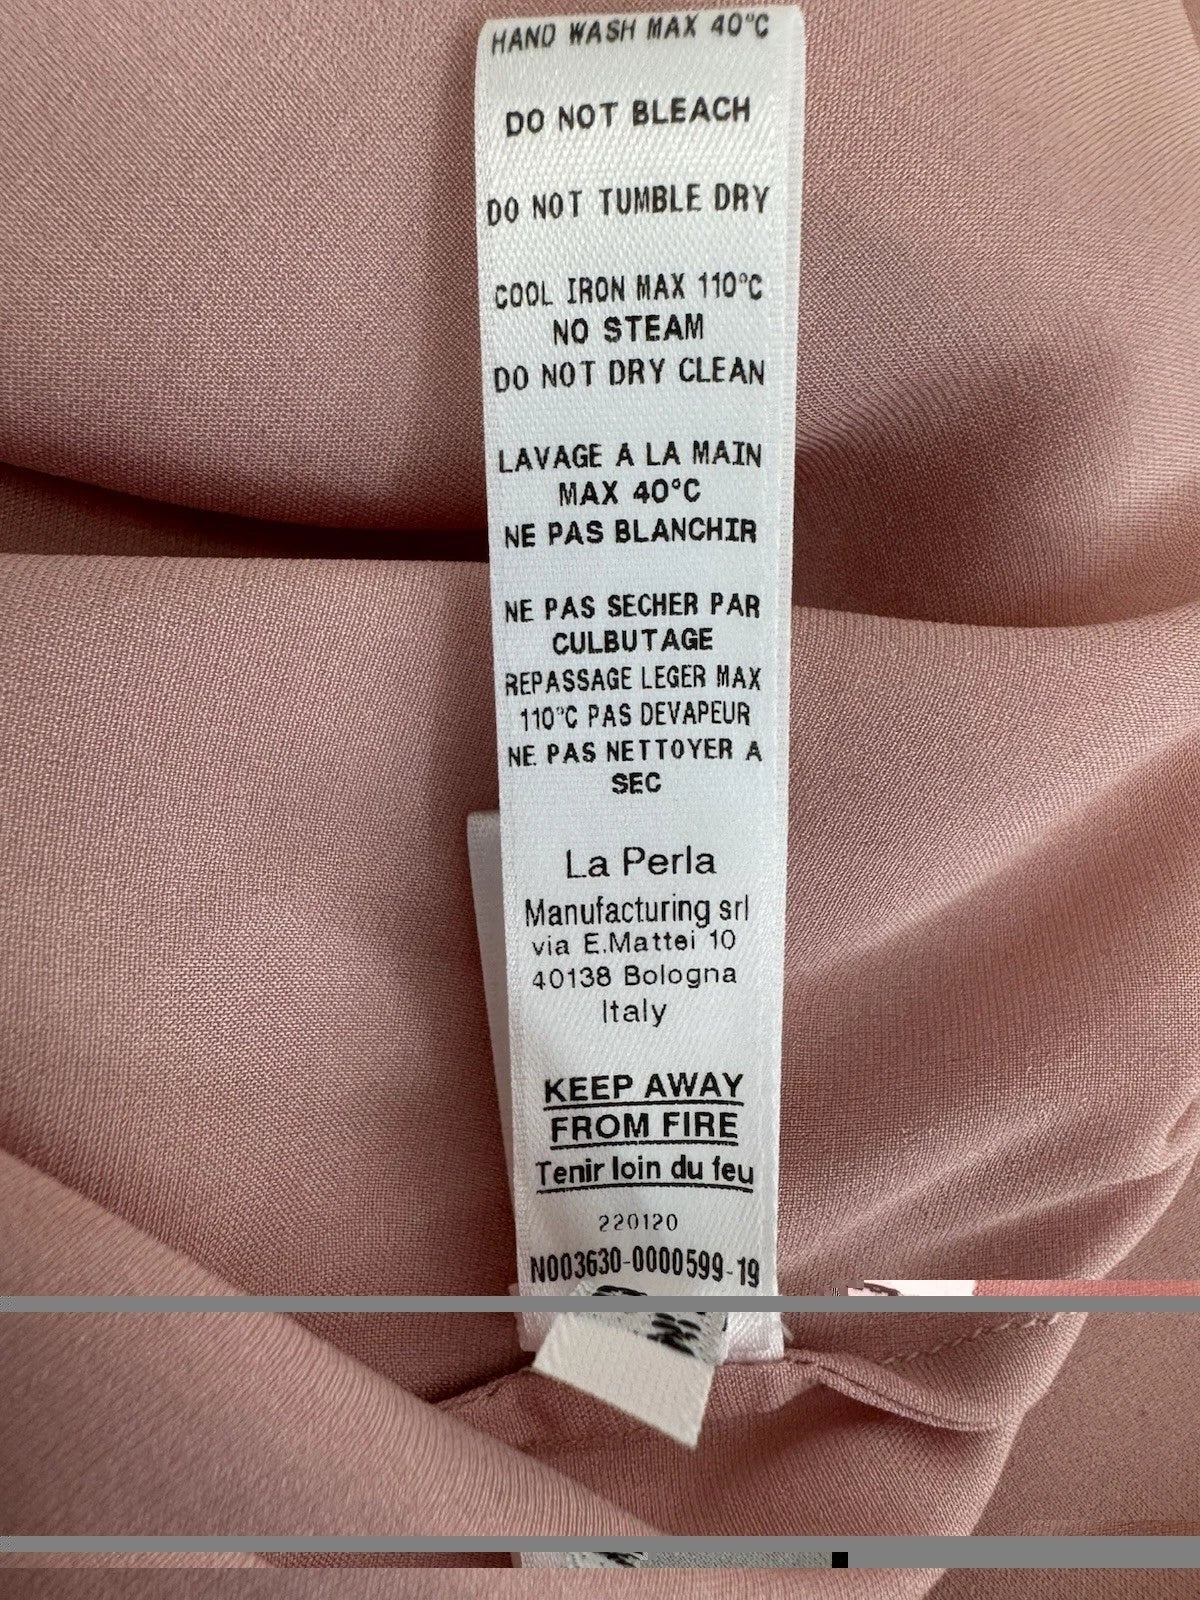 HAND WASH MAX 40°C
DO NOT BLEACH
DO NOT TUMBLE DRY
COOL IRON MAX 110°C
NO STEAM
DO NOT DRY CLEAN
LAVAGE A LA MAIN
MAX 40°C
NE PAS BLANCHIR
NE PAS SECHER PAR
CULBUTAGE
REPASSAGE LEGER MAX
110°C PAS DEVAPEUR
NE PAS NETTOYER A
SEC
La Perla
Manufacturing srl
via E.Mattei 10
40138 Bologna
Italy
KEEP AWAY
FROM FIRE
Tenir loin du feu
220120
N003630-0000599-19